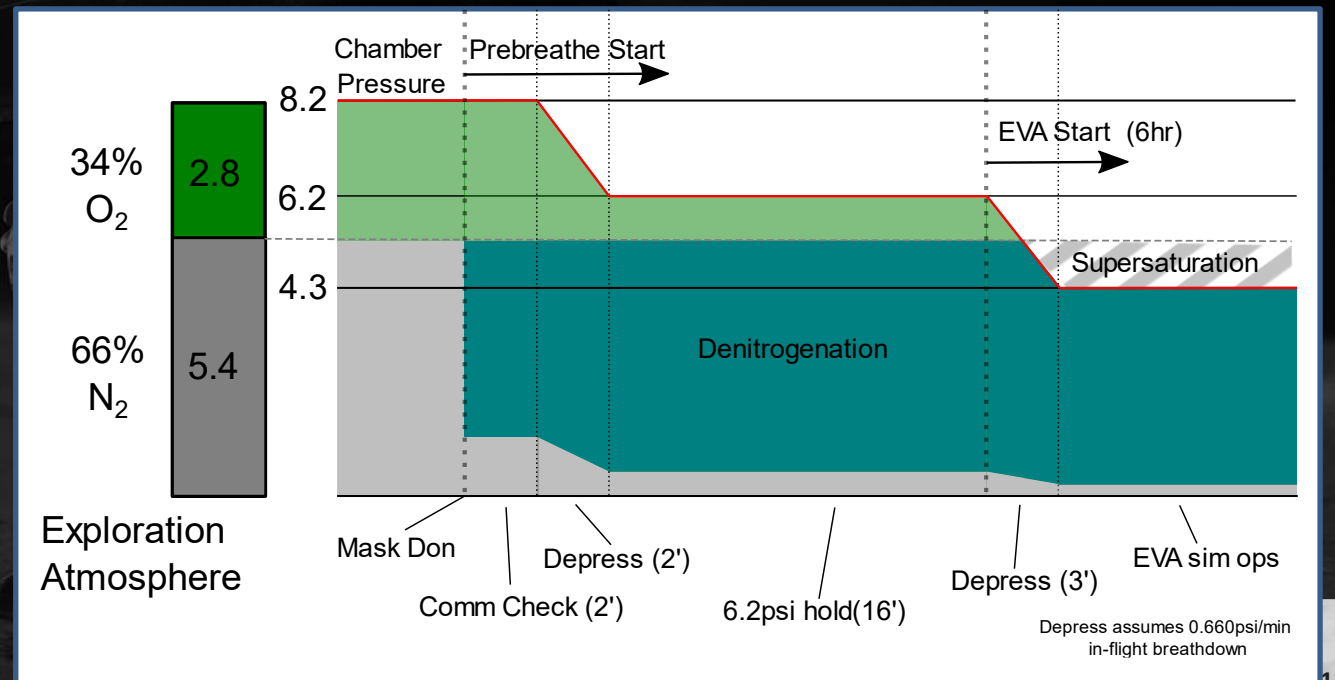 Chamber
Pressure
Prebreathe Start
8.2
6.2
4.3
EVA Start (6hr)
34%
O₂
2.8
66%
N₂
5.4
Supersaturation
Denitrogenation
Exploration
Atmosphere
Mask Don
Comm Check (2')
Depress (2')
6.2psi hold(16')
Depress (3')
EVA sim ops
Depress assumes 0.660psi/min
in-flight breathdown
1